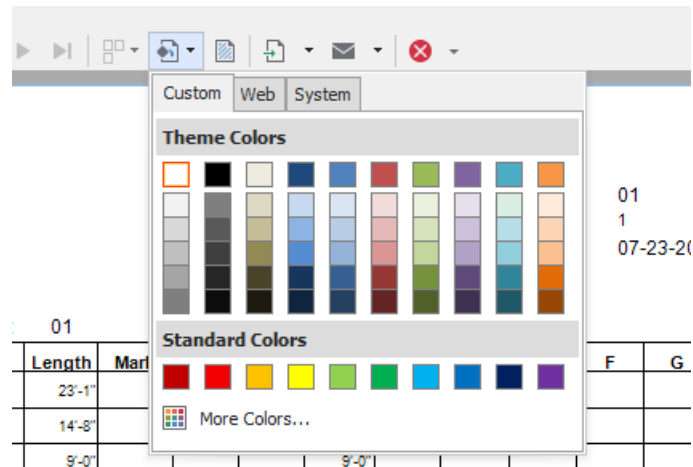 Custom Web System
Theme Colors
01
1
07-23-20
01
Standard Colors
Length Mark F G
23'-1"
More Colors...
14'-8"
9'-0" 9'-0"